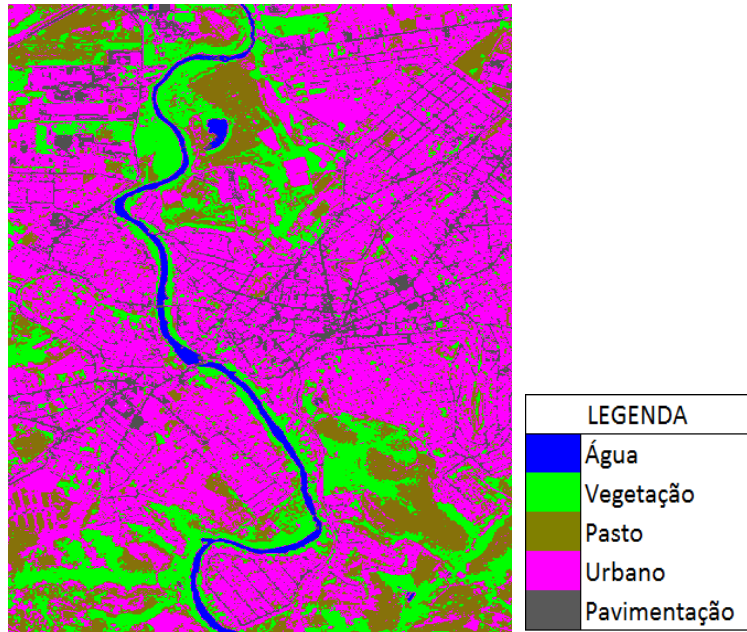 LEGENDA
Água
Vegetação
Pasto
Urbano
Pavimentação